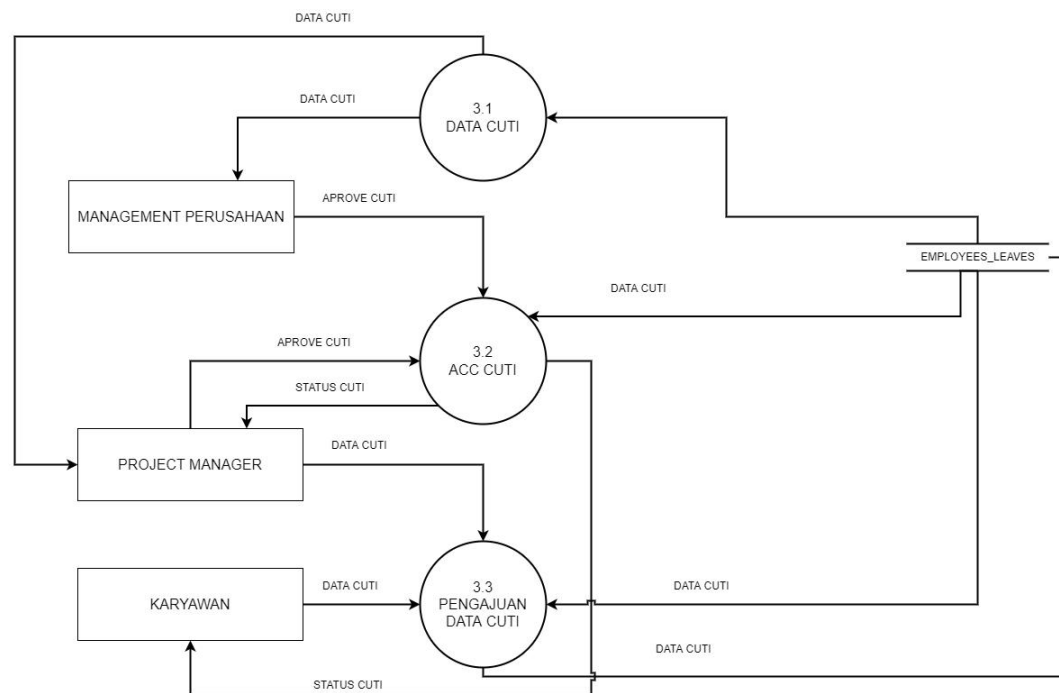 DATA CUTI
DATA CUTI
3.1
DATA CUTI
MANAGEMENT PERUSAHAAN
APROVE CUTI
EMPLOYEES_LEAVES
DATA CUTI
APROVE CUTI
3.2
ACC CUTI
STATUS CUTI
PROJECT MANAGER
DATA CUTI
KARYAWAN
DATA CUTI
3.3
PENGAJUAN
DATA CUTI
DATA CUTI
DATA CUTI
STATUS CUTI